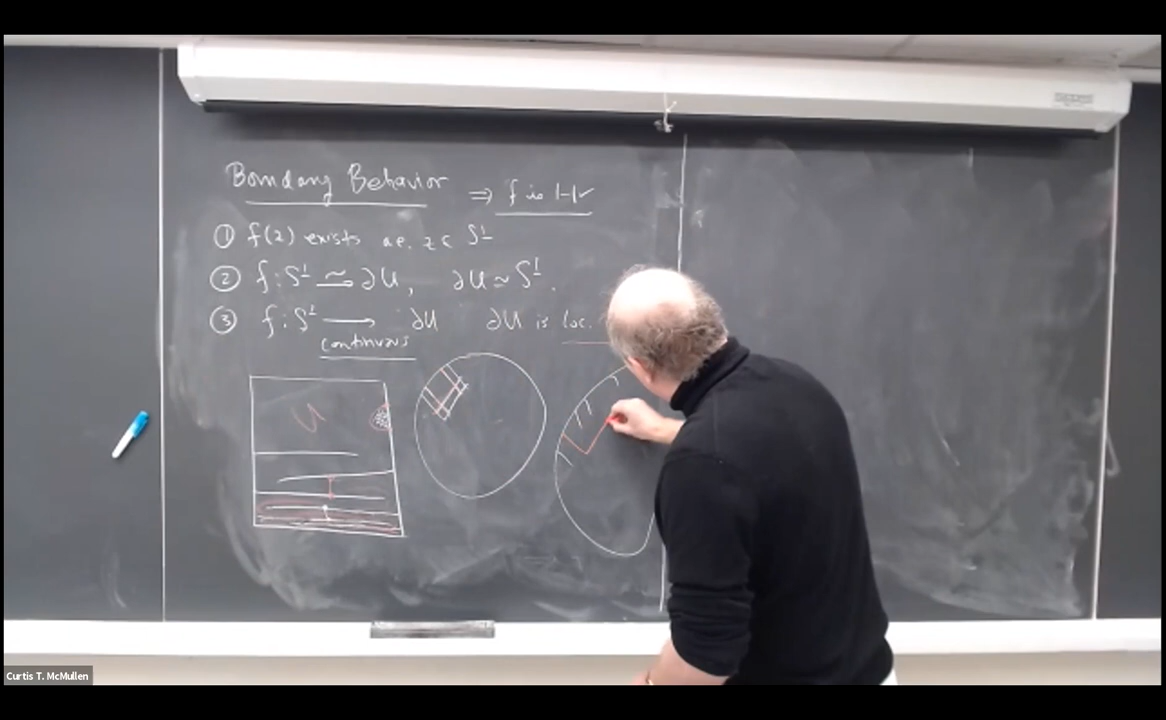 Boundary Behavior ⇒ f is 1-1 ✓
① f(z) exists a.e. z ∈ S¹
② f: S¹ ≃→ ∂U, ∂U ≃ S¹.
③ f: S¹ → ∂U ∂U is loc.
continuous
U
Curtis T. McMullen